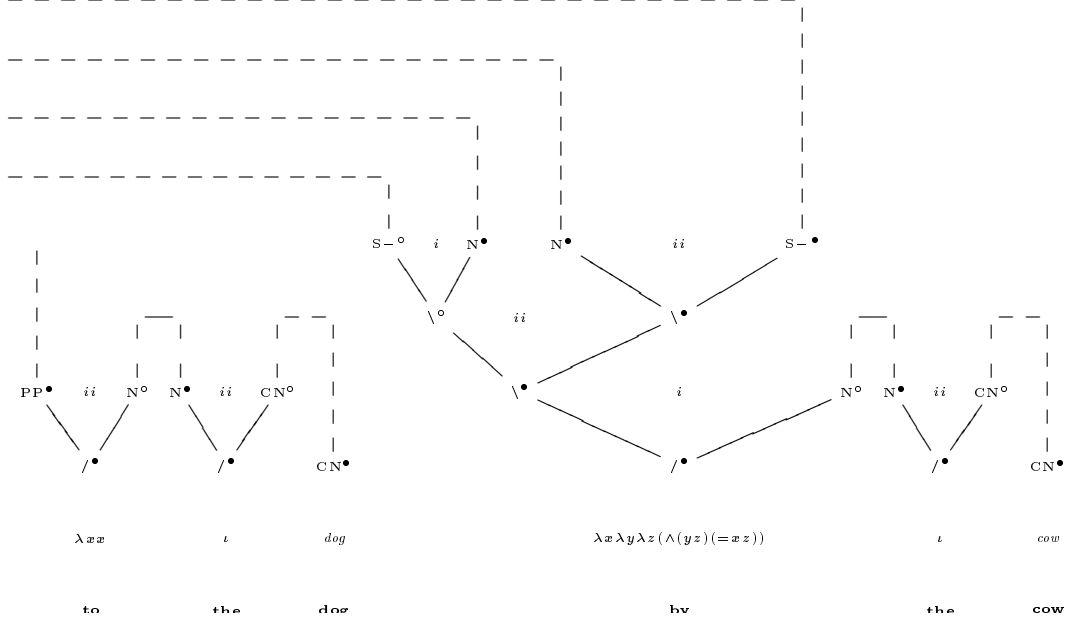 S−° i N• N• ii S−•
\° ii \•
PP• ii N° N• ii CN° \• i N° N• ii CN°
/• /• CN• /• /• CN•
λxx ι dog λxλyλz(∧(yz)(=xz)) ι cow
to the dog by the cow